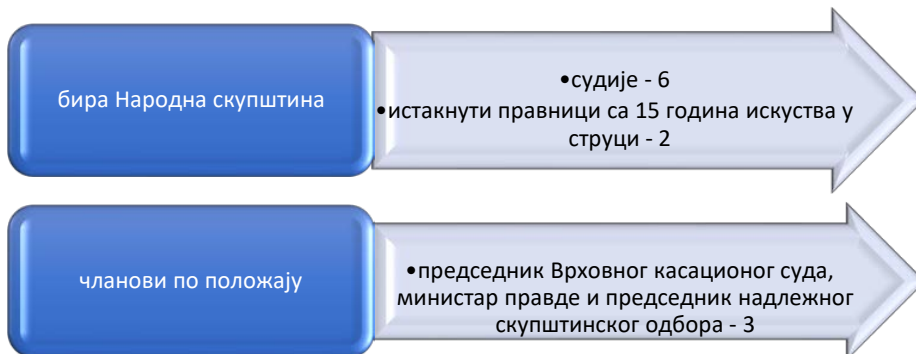 бира Народна скупштина
•судије - 6
•истакнути правници са 15 година искуства у
струци - 2
чланови по положају
•председник Врховног касационог суда,
министар правде и председник надлежног
скупштинског одбора - 3